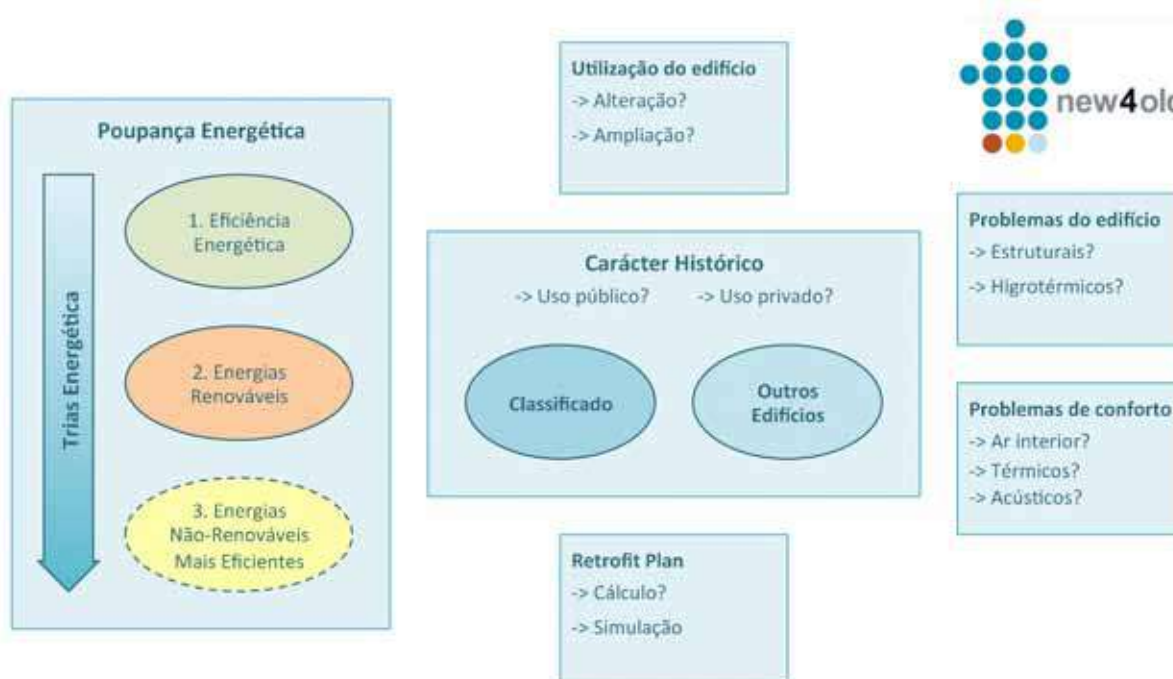 Poupança Energética
Trias Energética
1. Eficiência
Energética
2. Energias
Renováveis
3. Energias
Não-Renováveis
Mais Eficientes
Utilização do edifício
-> Alteração?
-> Ampliação?
Carácter Histórico
-> Uso público? -> Uso privado?
Classificado
Outros
Edifícios
Retrofit Plan
-> Cálculo?
-> Simulação
new4old
Problemas do edifício
-> Estruturais?
-> Higrotérmicos?
Problemas de conforto
-> Ar interior?
-> Térmicos?
-> Acústicos?